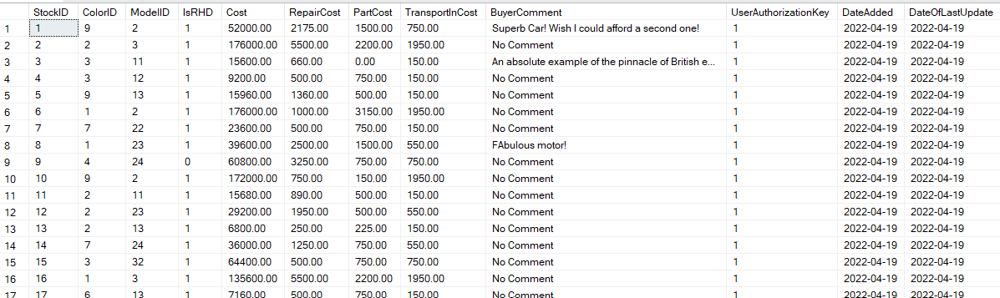 StockID ColorID ModelID IsRHD Cost RepairCost PartCost TransportInCost BuyerComment UserAuthorizationKey DateAdded DateOfLastUpdate
1 1 9 2 1 52000.00 2175.00 1500.00 750.00 Superb Car! Wish I could afford a second one! 1 2022-04-19 2022-04-19
2 2 2 3 1 176000.00 5500.00 2200.00 1950.00 No Comment 1 2022-04-19 2022-04-19
3 3 3 11 1 15600.00 660.00 0.00 150.00 An absolute example of the pinnacle of British e... 1 2022-04-19 2022-04-19
4 4 3 12 1 9200.00 500.00 750.00 150.00 No Comment 1 2022-04-19 2022-04-19
5 5 9 13 1 15960.00 1360.00 500.00 150.00 No Comment 1 2022-04-19 2022-04-19
6 6 1 2 1 176000.00 1000.00 3150.00 1950.00 No Comment 1 2022-04-19 2022-04-19
7 7 7 22 1 23600.00 500.00 750.00 150.00 No Comment 1 2022-04-19 2022-04-19
8 8 1 23 1 39600.00 2500.00 1500.00 550.00 FAbulous motor! 1 2022-04-19 2022-04-19
9 9 4 24 0 60800.00 3250.00 750.00 750.00 No Comment 1 2022-04-19 2022-04-19
10 10 9 2 1 172000.00 750.00 150.00 1950.00 No Comment 1 2022-04-19 2022-04-19
11 11 2 11 1 15680.00 890.00 500.00 150.00 No Comment 1 2022-04-19 2022-04-19
12 12 2 23 1 29200.00 1950.00 500.00 550.00 No Comment 1 2022-04-19 2022-04-19
13 13 2 13 1 6800.00 250.00 225.00 150.00 No Comment 1 2022-04-19 2022-04-19
14 14 7 24 1 36000.00 1250.00 750.00 550.00 No Comment 1 2022-04-19 2022-04-19
15 15 3 32 1 64400.00 500.00 750.00 750.00 No Comment 1 2022-04-19 2022-04-19
16 16 1 3 1 135600.00 5500.00 2200.00 1950.00 No Comment 1 2022-04-19 2022-04-19
17 17 6 13 1 7160.00 500.00 750.00 150.00 No Comment 1 2022-04-19 2022-04-19